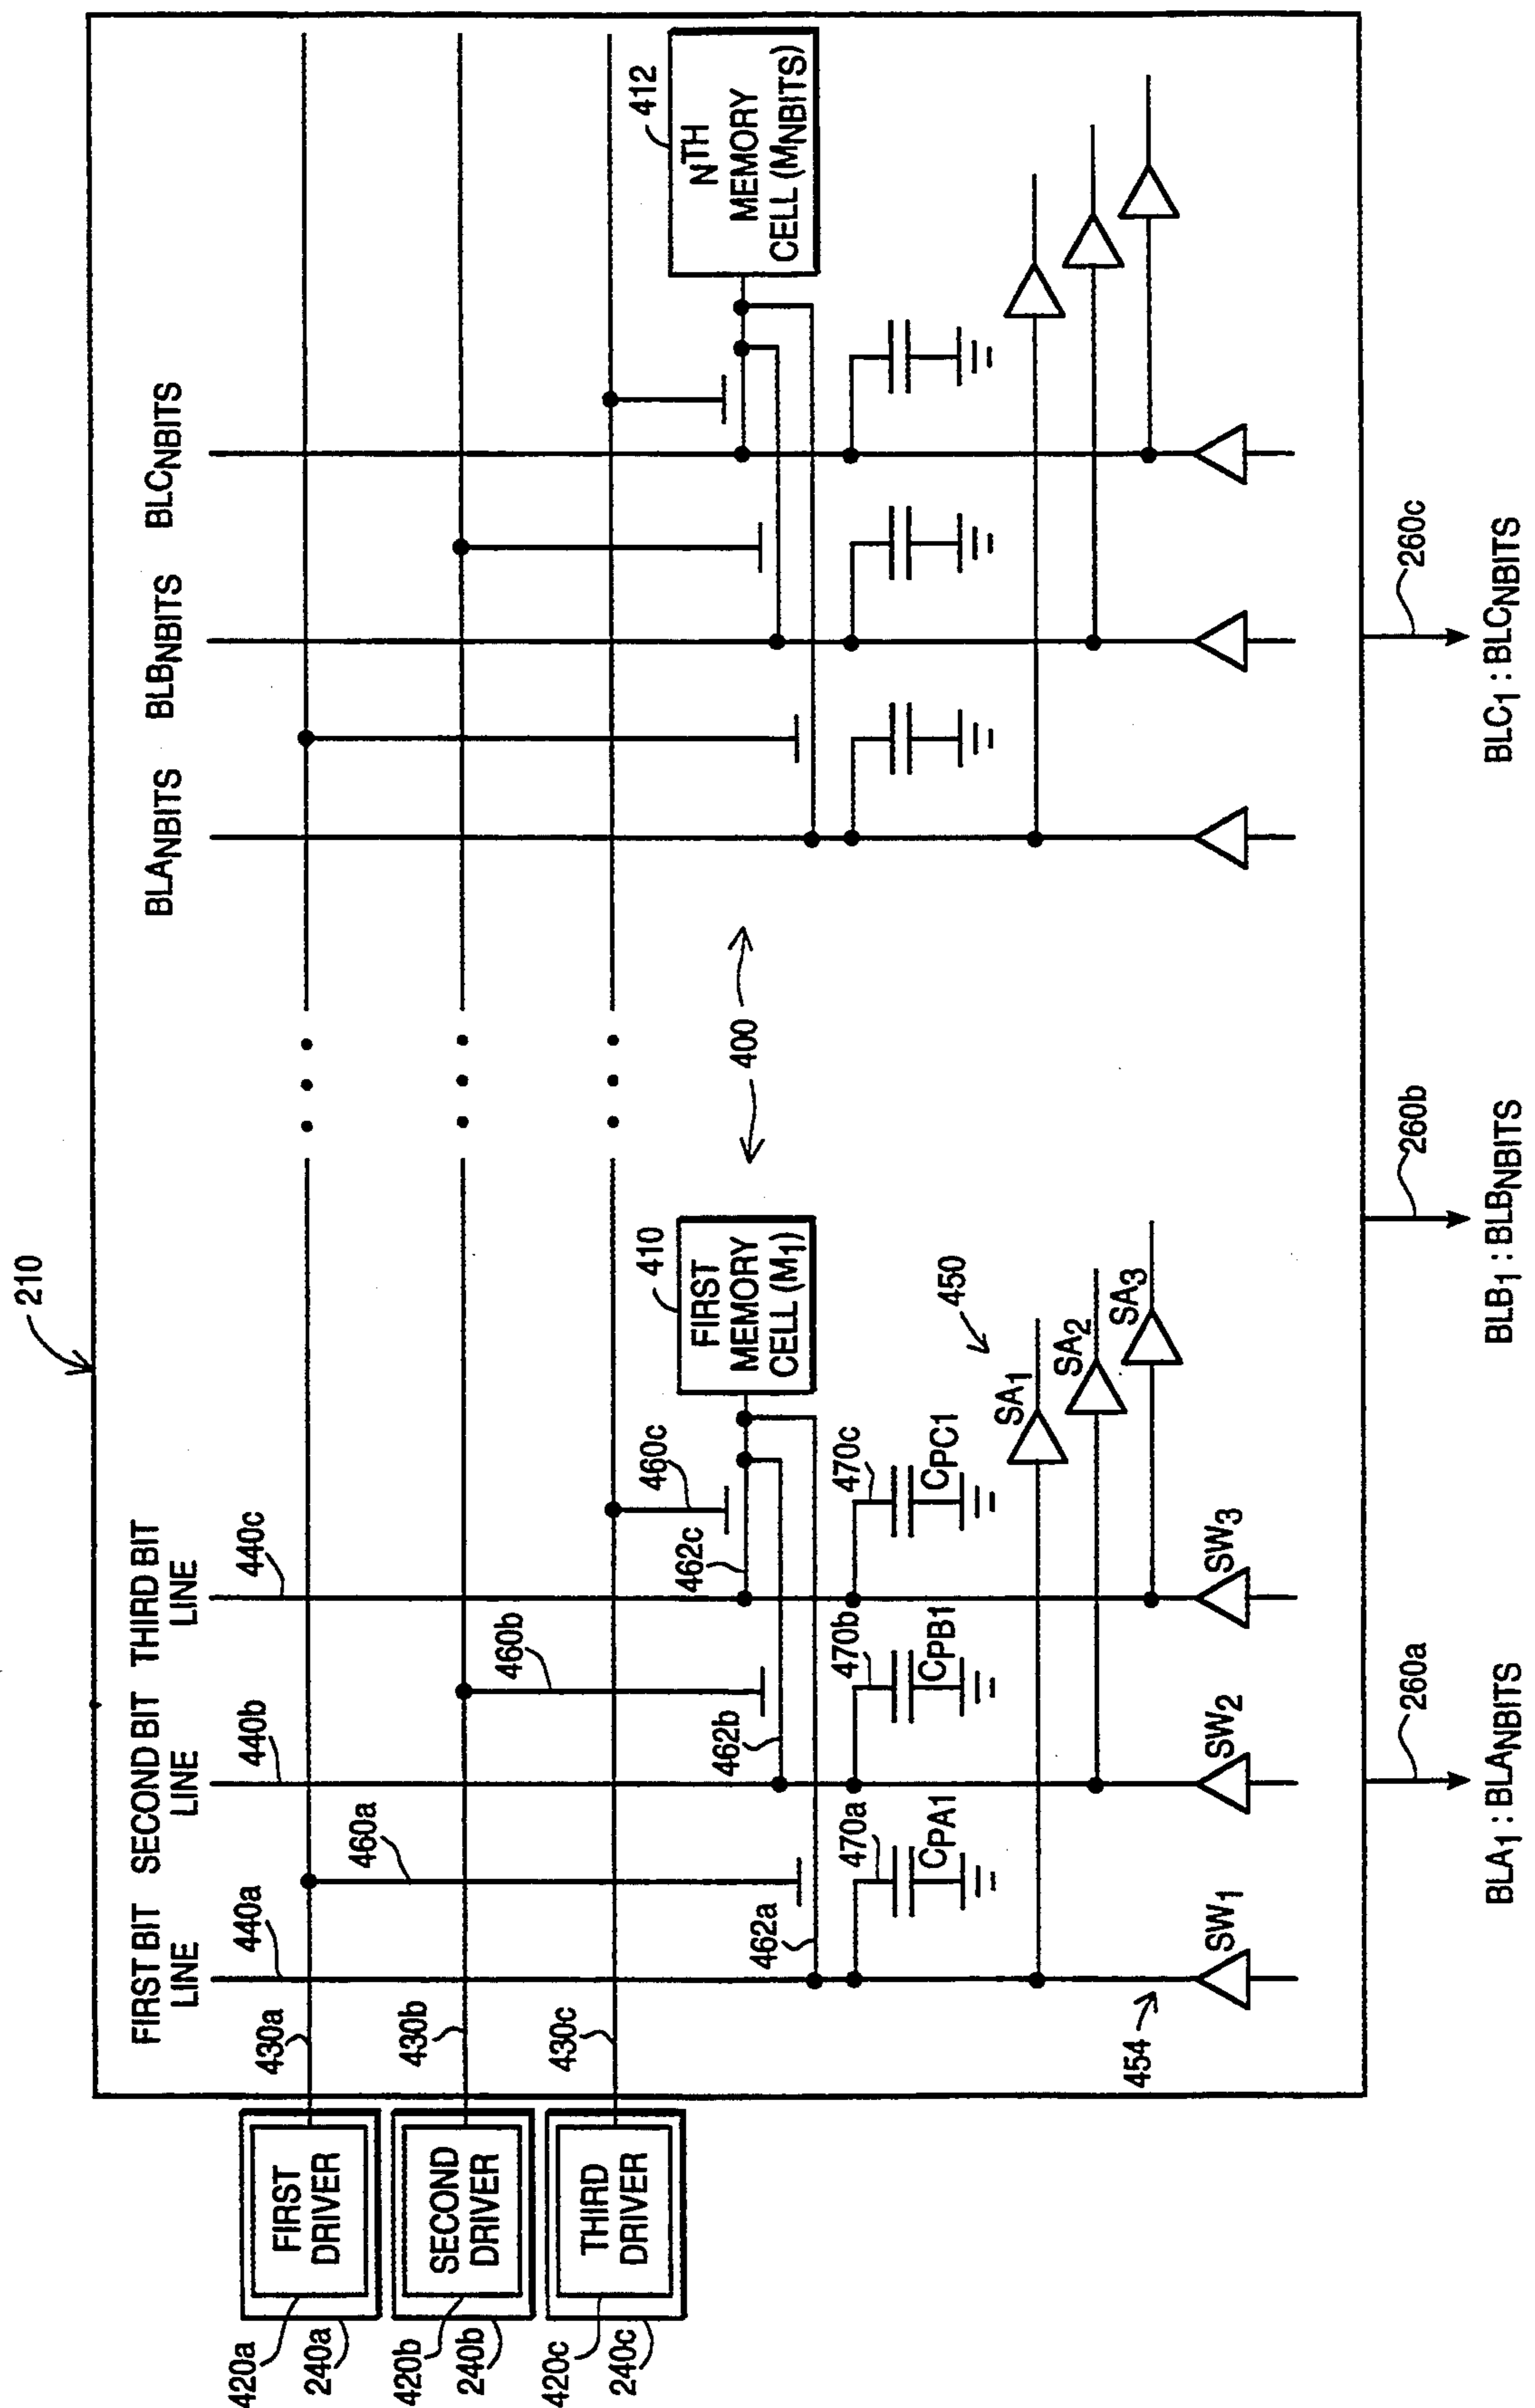 210
FIRST BIT
LINE
SECOND BIT
LINE
THIRD BIT
LINE
BLANBITS
BLBNBITS
BLCNBITS
440a
440b
440c
420a
240a
FIRST
DRIVER
430a
420b
240b
SECOND
DRIVER
430b
420c
240c
THIRD
DRIVER
430c
460a
460b
460c
462a
462b
462c
410
FIRST
MEMORY
CELL (M1)
400
412
NTH
MEMORY
CELL (MNBITS)
470a
CPA1
470b
CPB1
470c
CPC1
450
SA1
SA2
SA3
454
SW1
SW2
SW3
260a
260b
260c
BLA1 : BLANBITS
BLB1 : BLBNBITS
BLC1 : BLCNBITS